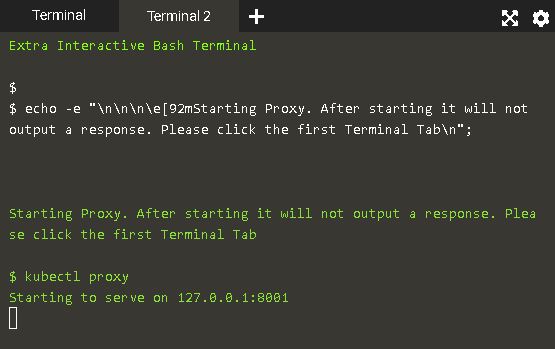 Terminal Terminal 2 +
Extra Interactive Bash Terminal
$
$ echo -e "\n\n\n\e[92mStarting Proxy. After starting it will not
output a response. Please click the first Terminal Tab\n";
Starting Proxy. After starting it will not output a response. Plea
se click the first Terminal Tab
$ kubectl proxy
Starting to serve on 127.0.0.1:8001